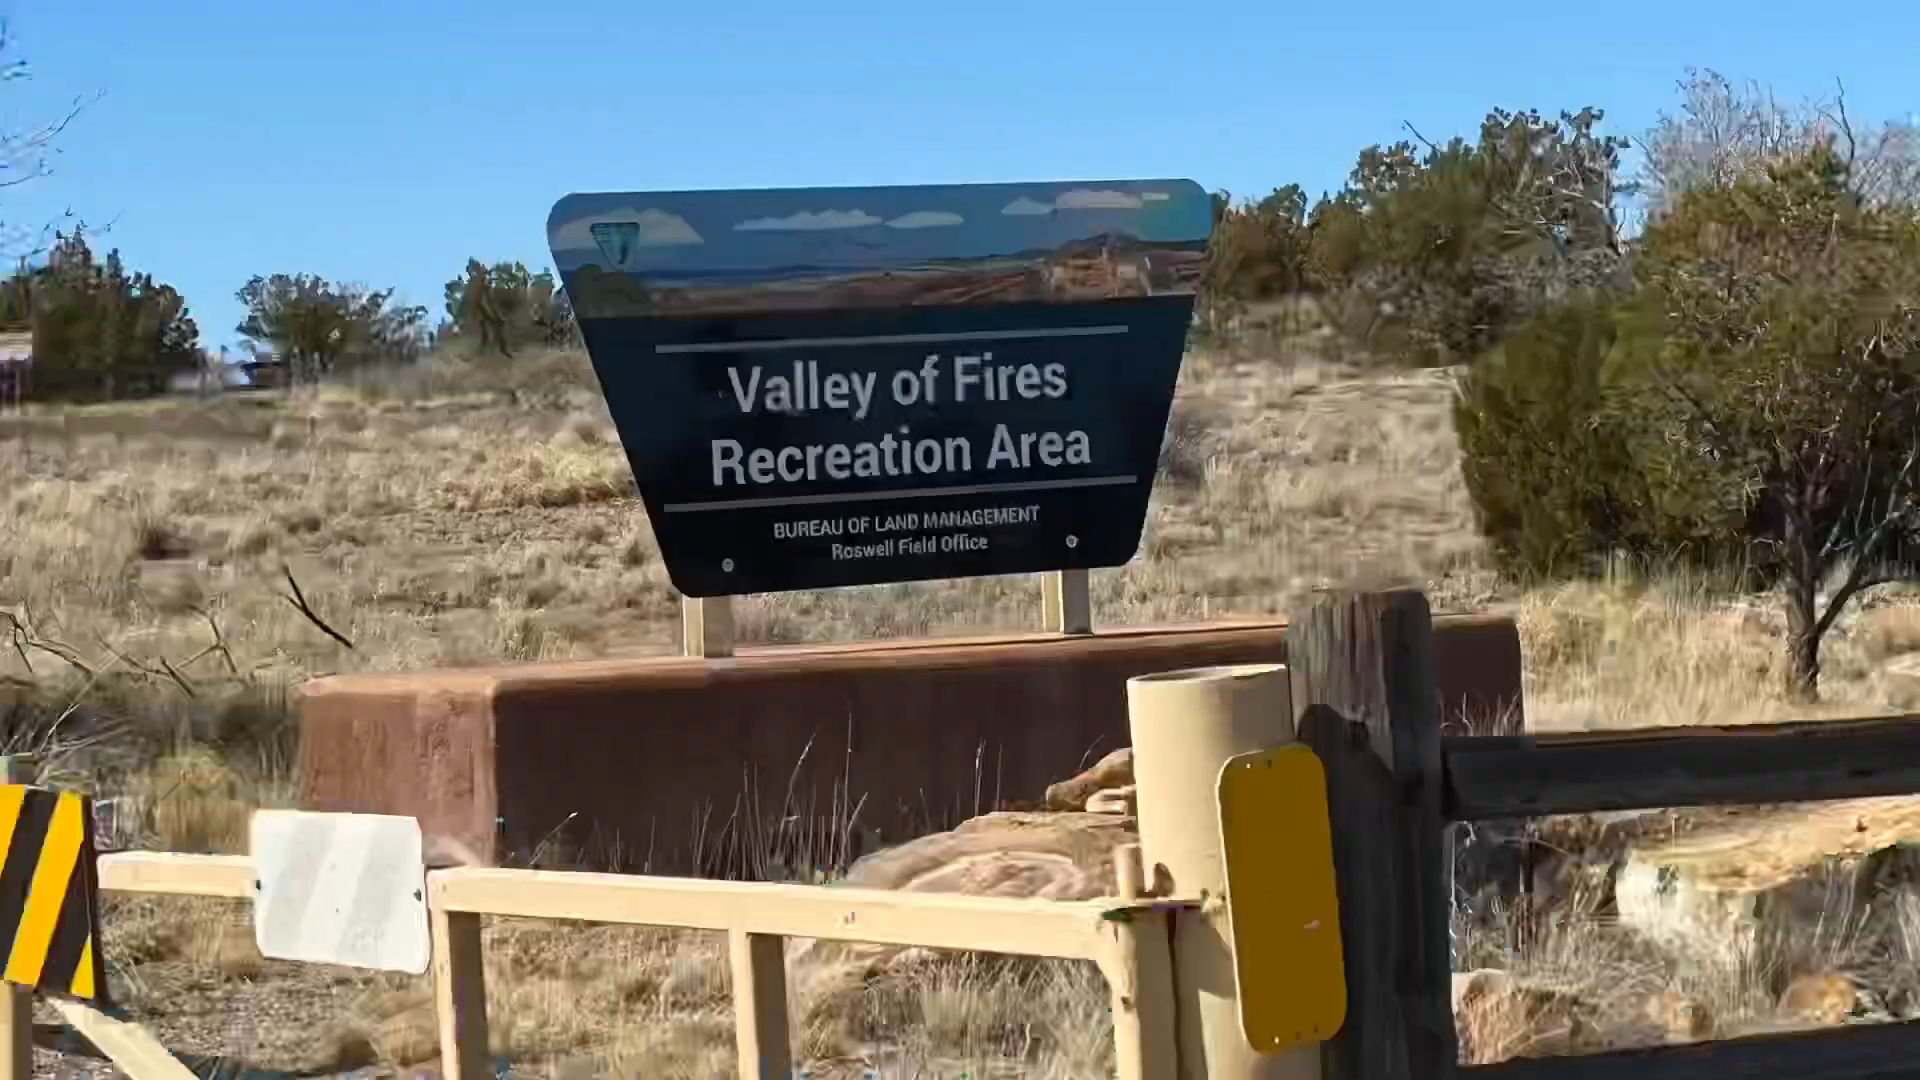 Valley of Fires
Recreation Area
BUREAU OF LAND MANAGEMENT
Roswell Field Office